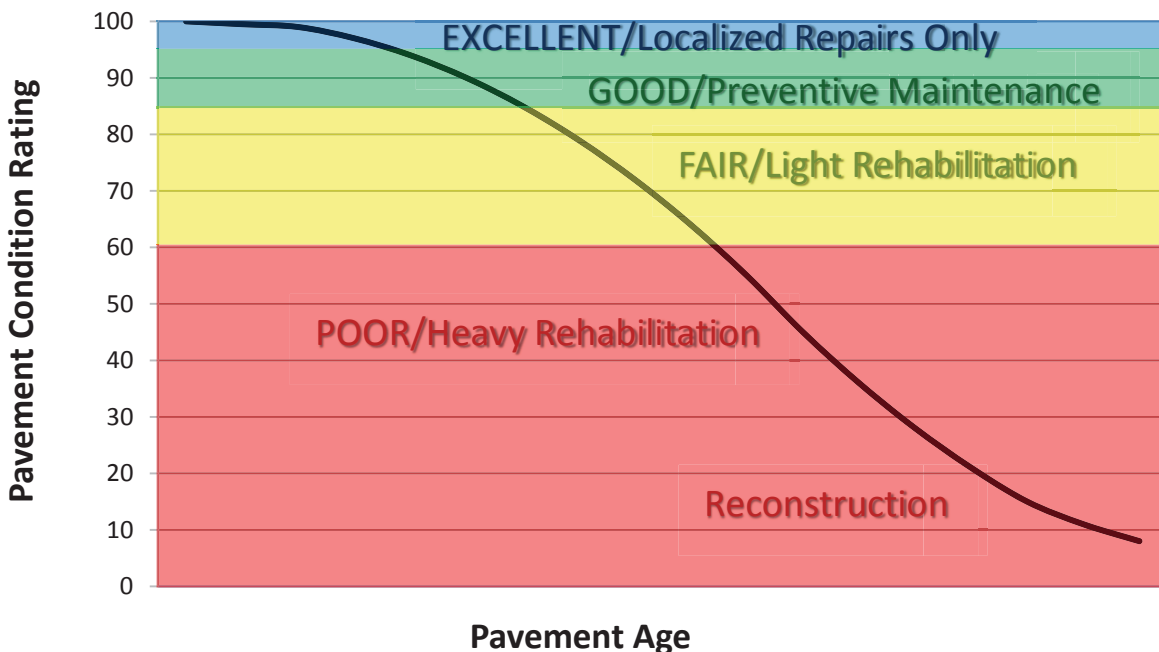 100
90
80
70
60
50
40
30
20
10
0
Pavement Condition Rating
EXCELLENT/Localized Repairs Only
GOOD/Preventive Maintenance
FAIR/Light Rehabilitation
POOR/Heavy Rehabilitation
Reconstruction
Pavement Age